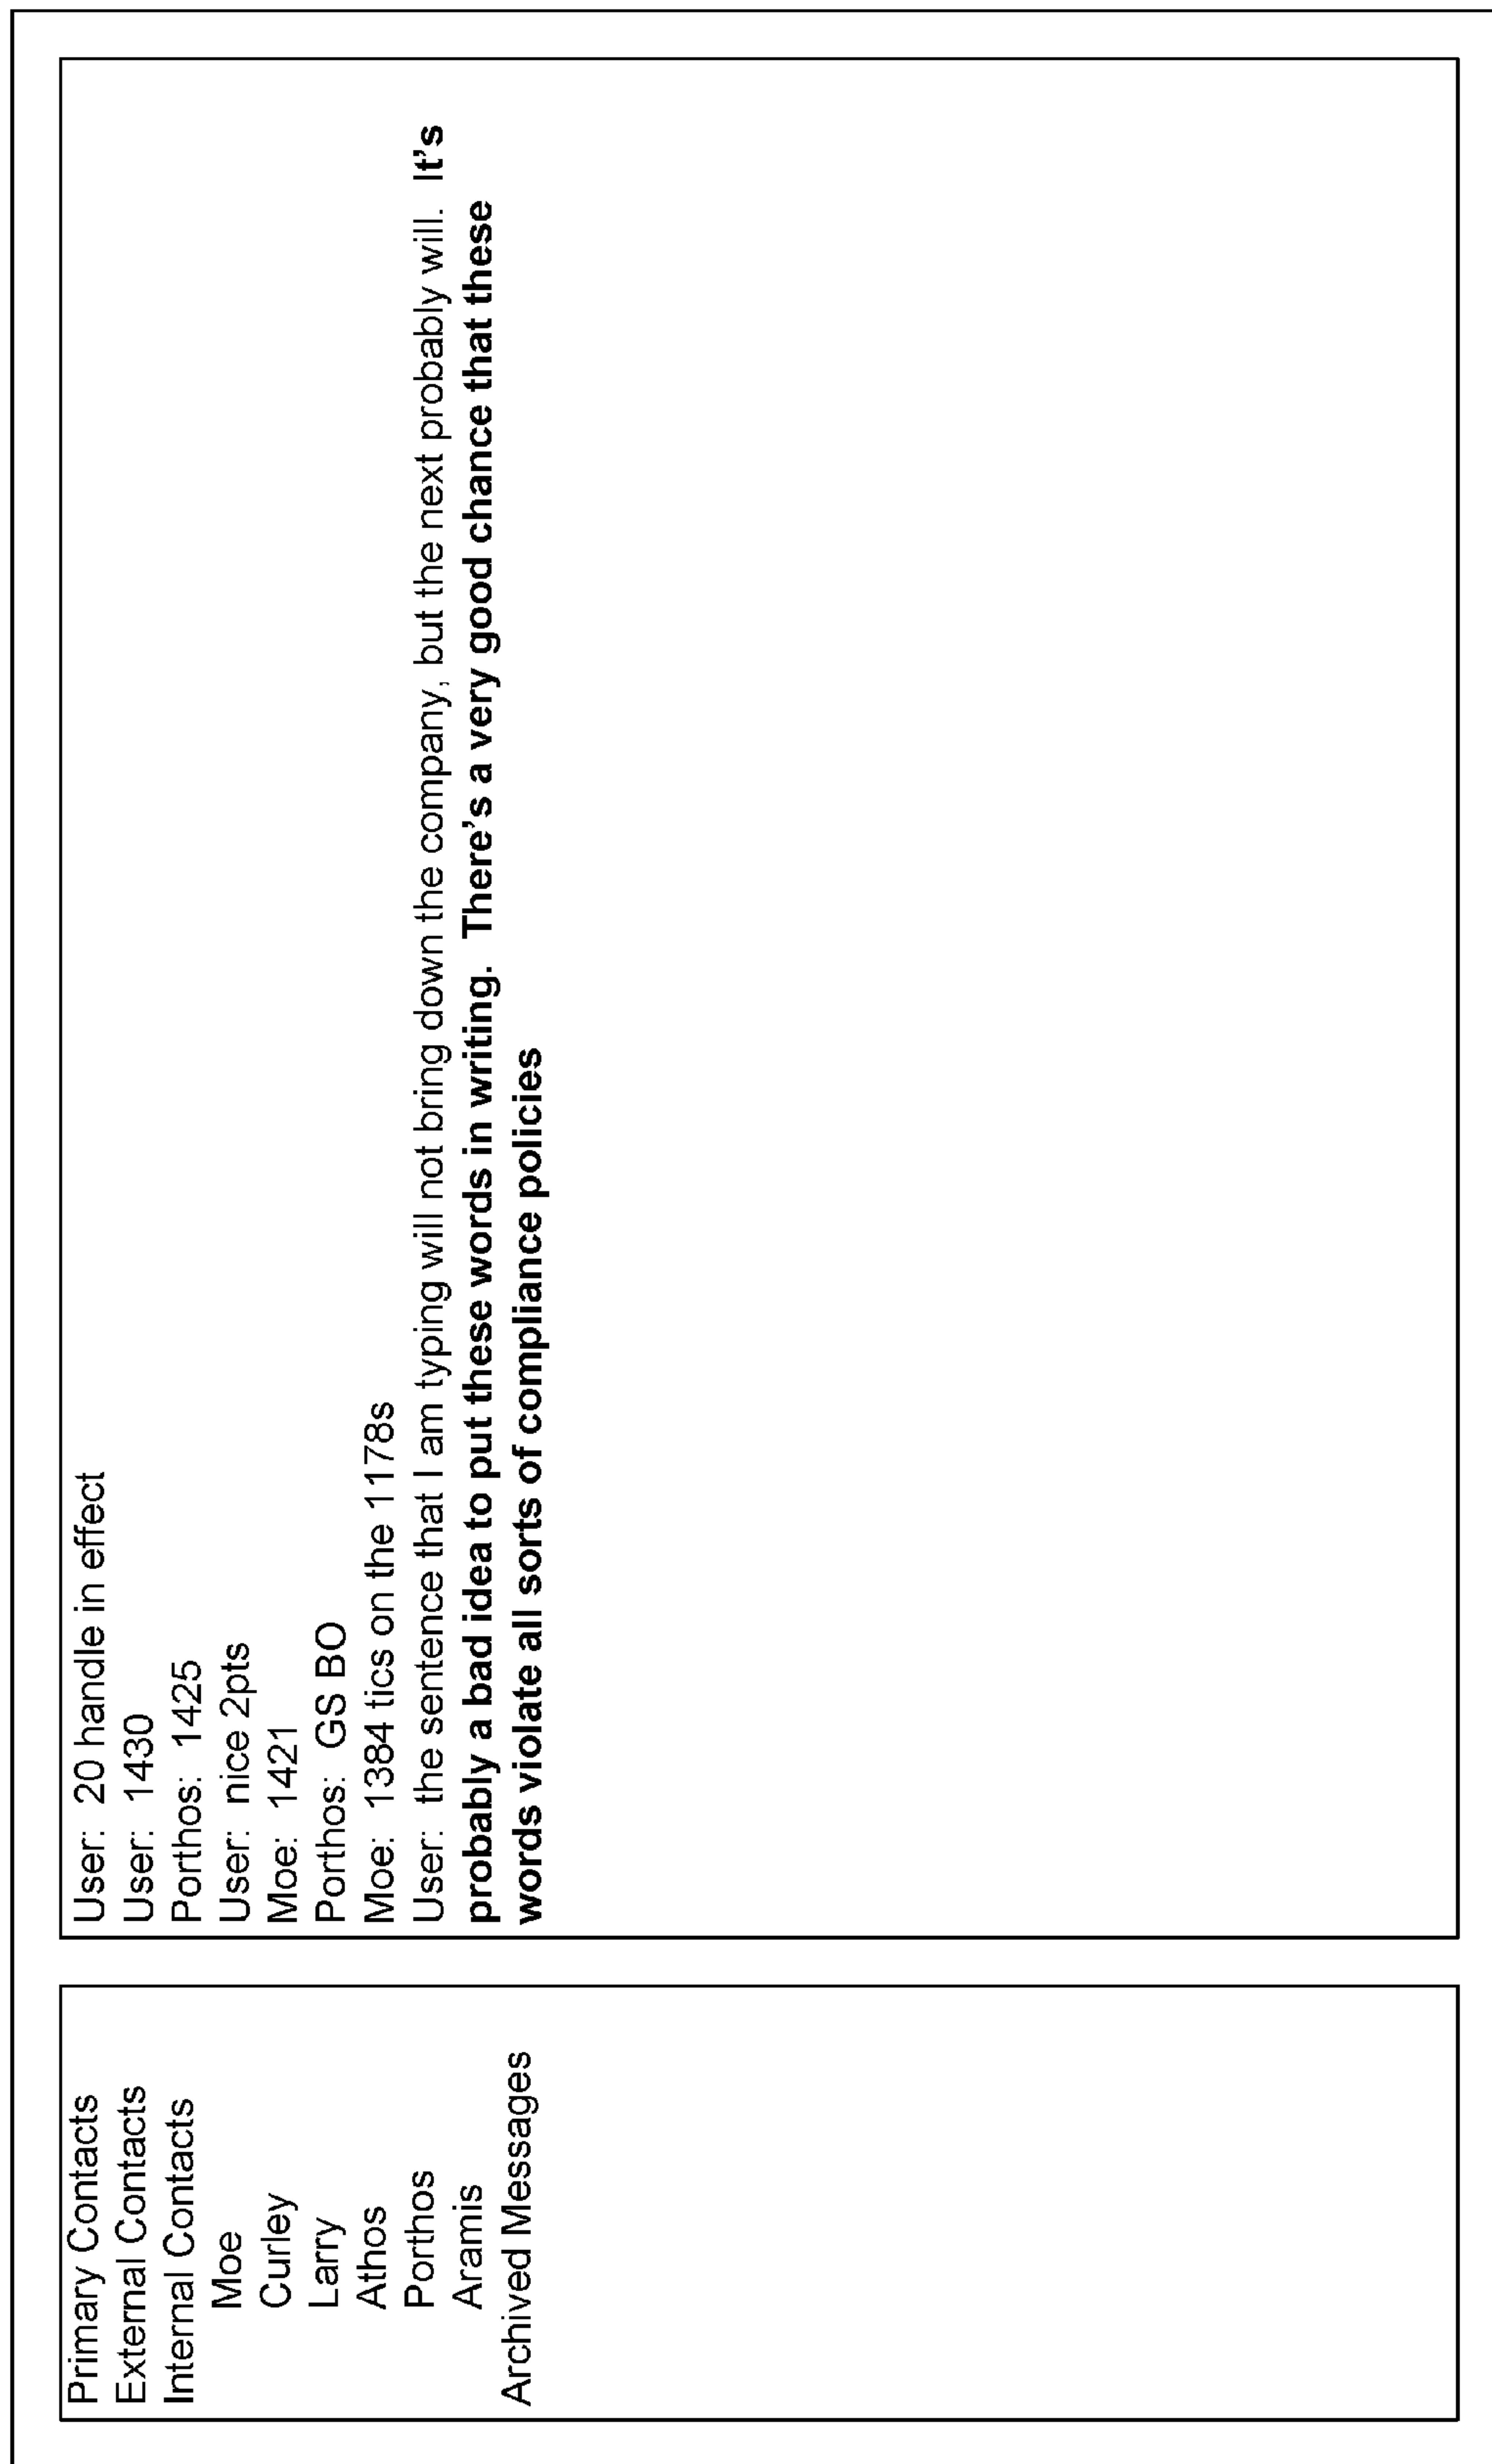 Primary Contacts
External Contacts
Internal Contacts
Moe
Curley
Larry
Athos
Porthos
Aramis
Archived Messages
User:  20 handle in effect
User:  1430
Porthos:  1425
User:  nice 2pts
Moe:  1421
Porthos:  GS BO
Moe:  1384 tics on the 1178s
User:  the sentence that I am typing will not bring down the company, but the next probably will.  It's
probably a bad idea to put these words in writing.  There's a very good chance that these
words violate all sorts of compliance policies